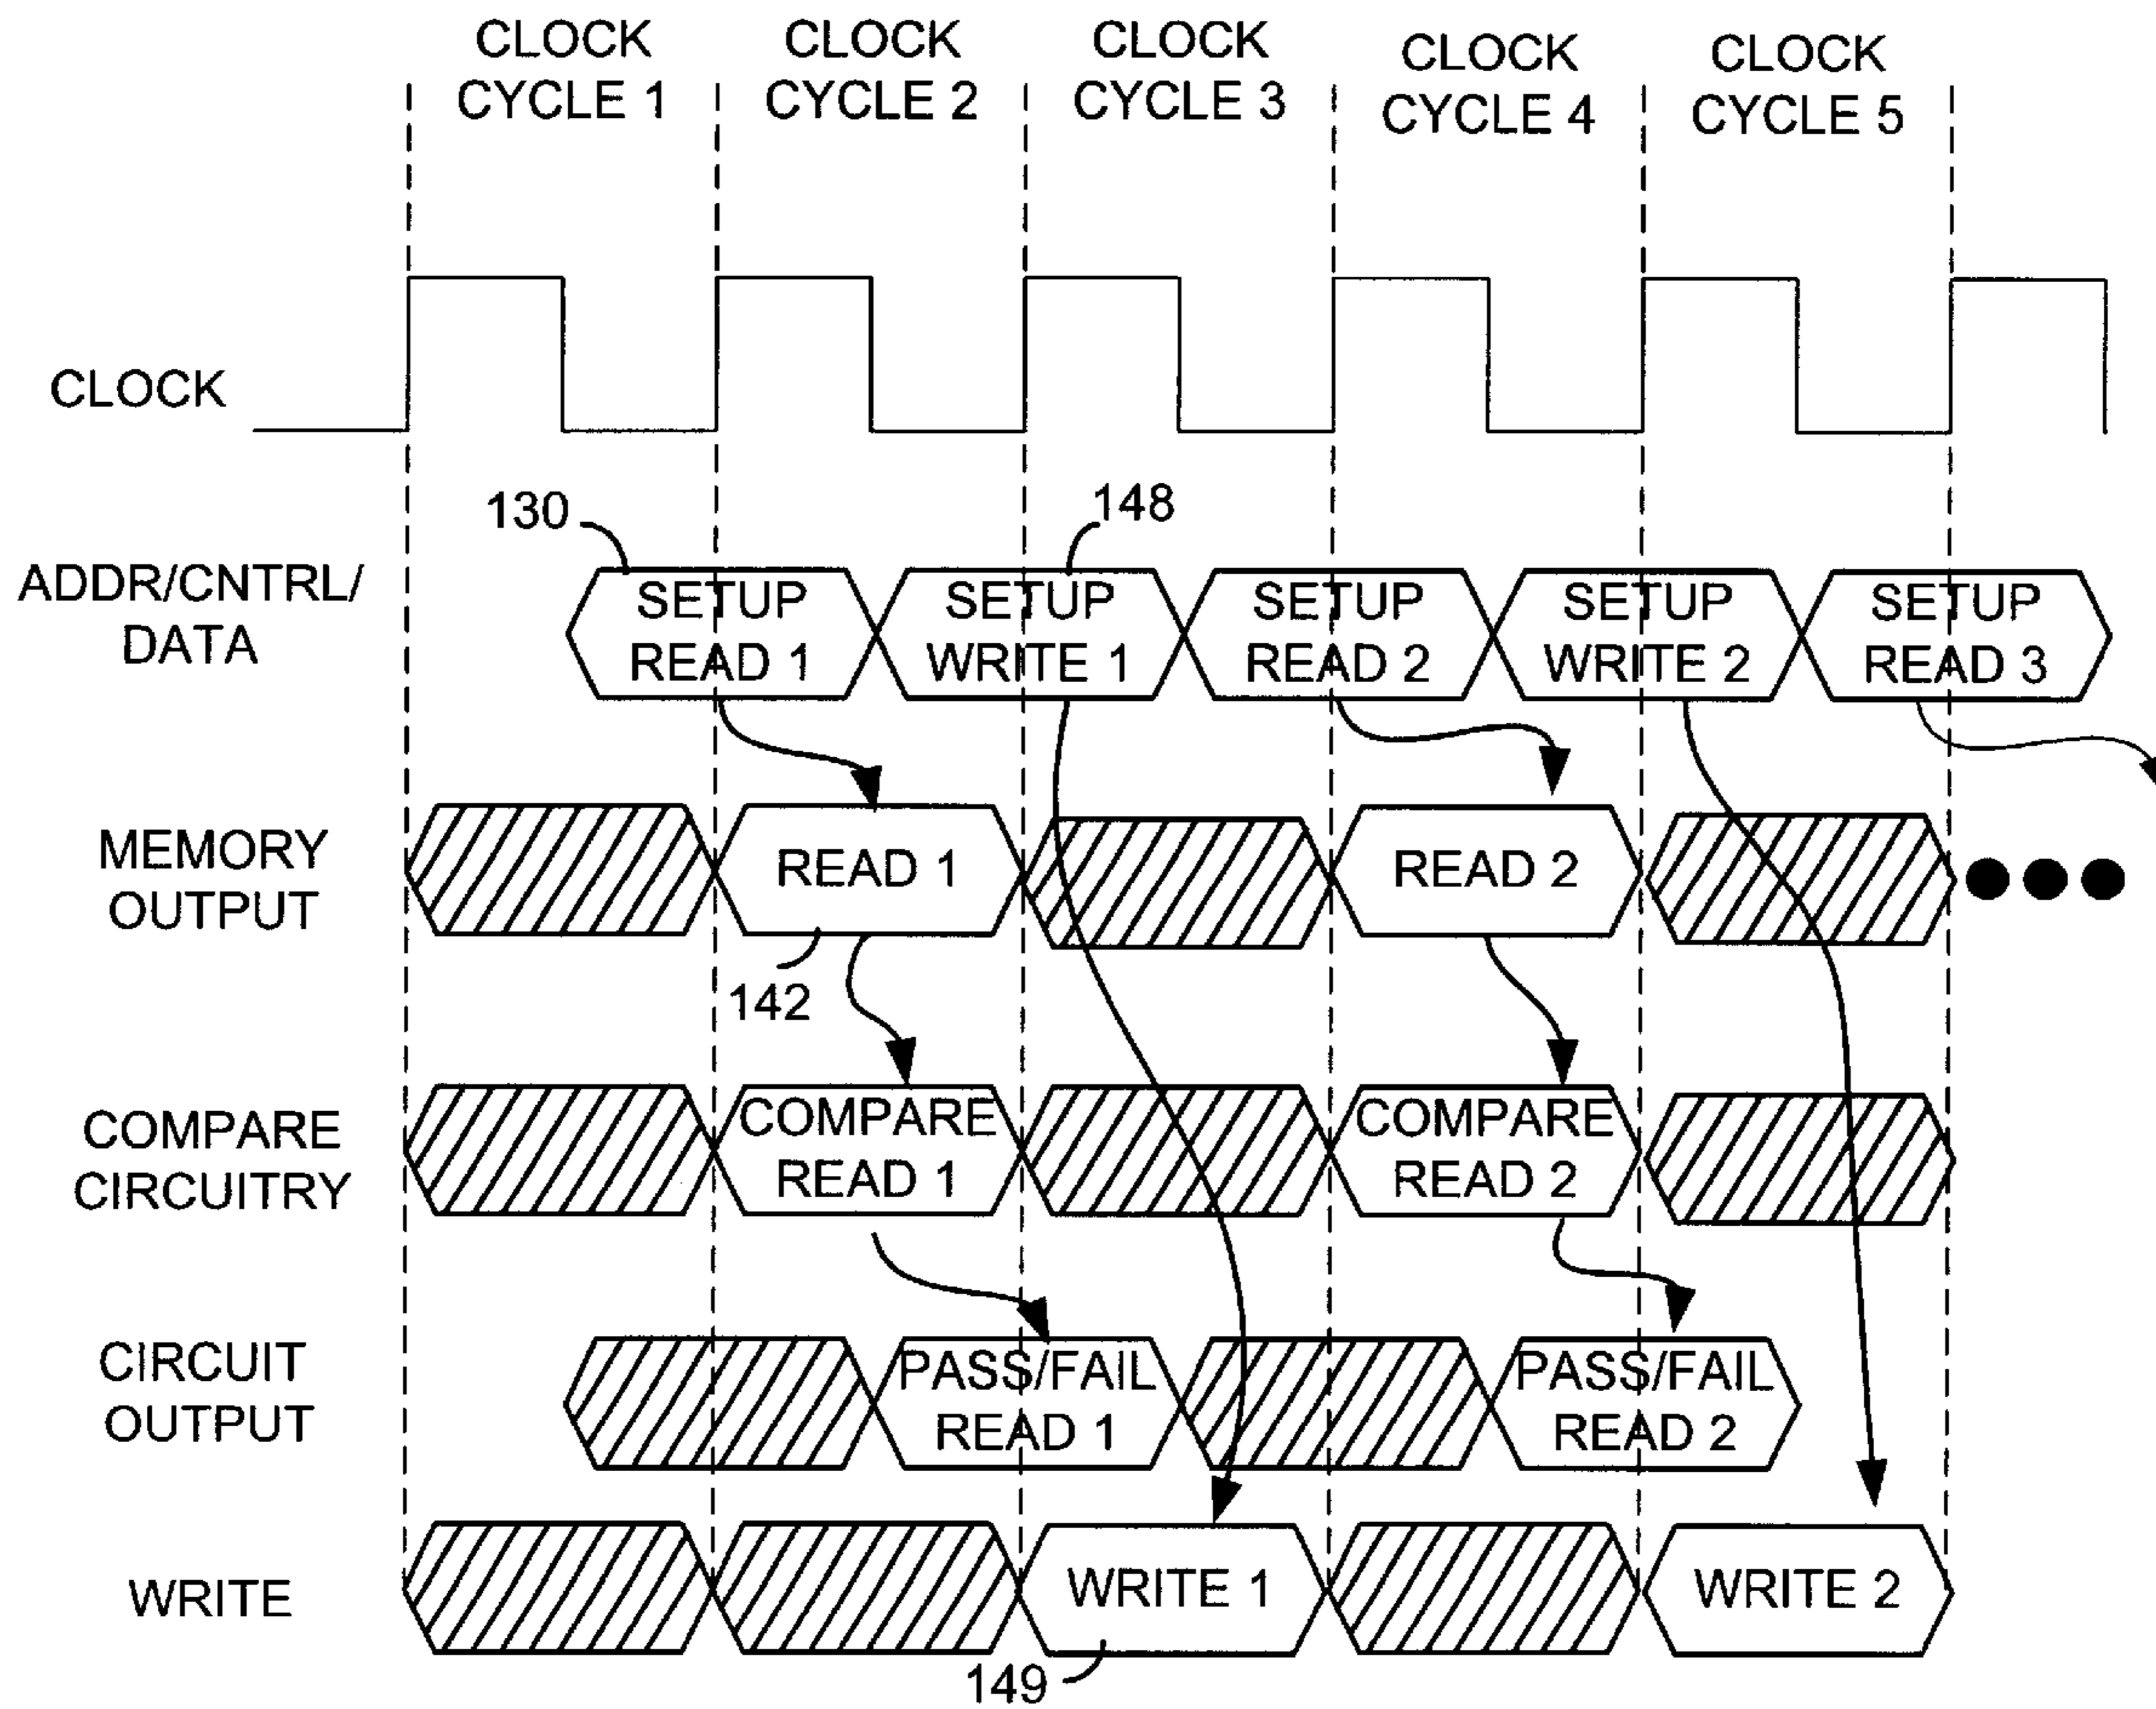 CLOCK
CYCLE 1
CLOCK
CYCLE 2
CLOCK
CYCLE 3
CLOCK
CYCLE 4
CLOCK
CYCLE 5
CLOCK
130
148
ADDR/CNTRL/
DATA
SETUP
READ 1
SETUP
WRITE 1
SETUP
READ 2
SETUP
WRITE 2
SETUP
READ 3
MEMORY
OUTPUT
READ 1
READ 2
142
COMPARE
CIRCUITRY
COMPARE
READ 1
COMPARE
READ 2
CIRCUIT
OUTPUT
PASS/FAIL
READ 1
PASS/FAIL
READ 2
WRITE
WRITE 1
WRITE 2
149